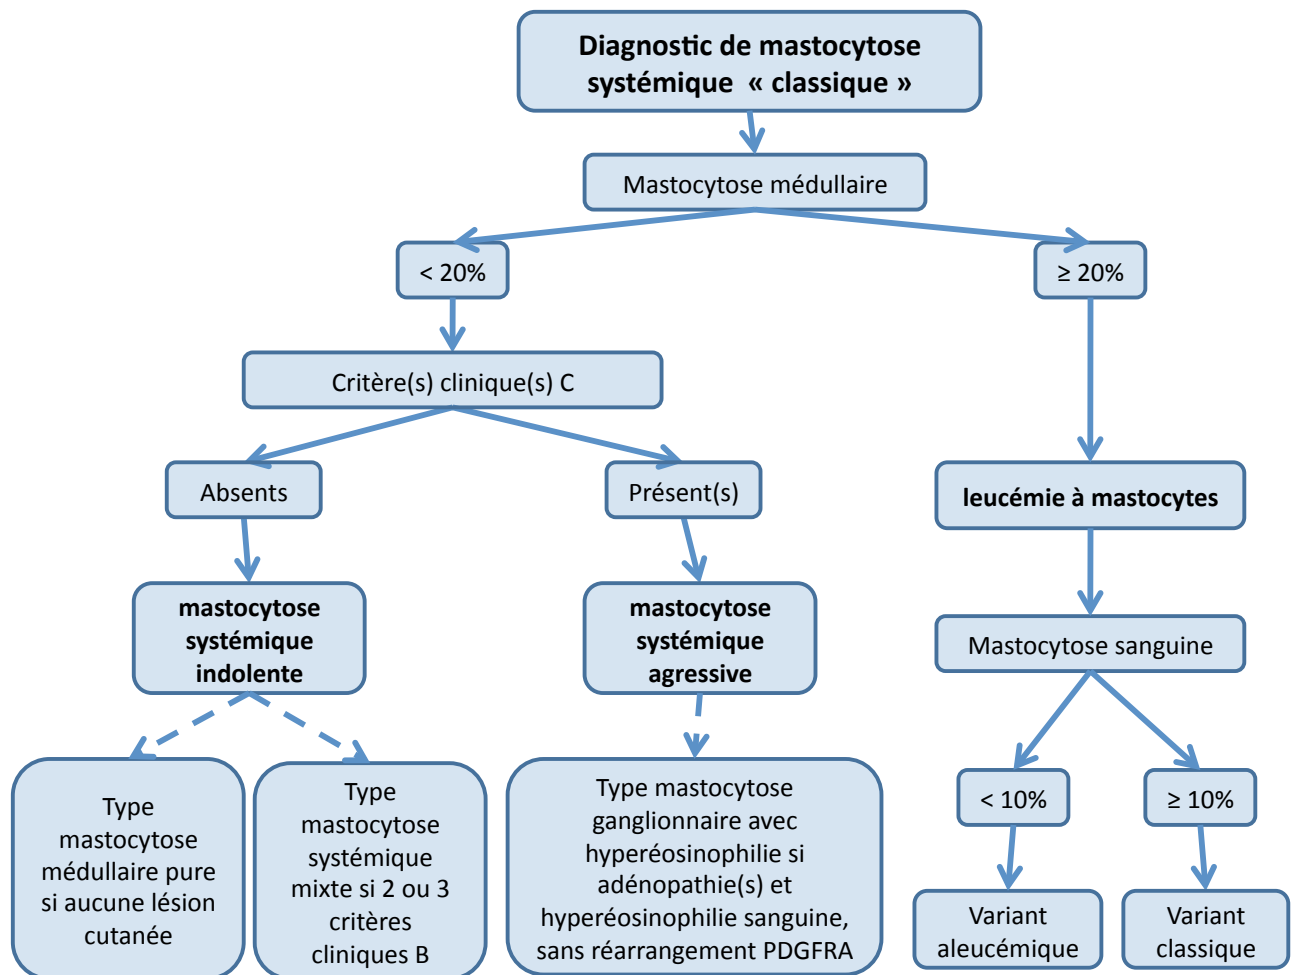 Diagnostic de mastocytose
systémique « classique »
Mastocytose médullaire
< 20%
≥ 20%
Critère(s) clinique(s) C
Absents
Présent(s)
leucémie à mastocytes
mastocytose
systémique
indolente
mastocytose
systémique
agressive
Mastocytose sanguine
Type
mastocytose
médullaire pure
si aucune lésion
cutanée
Type
mastocytose
systémique
mixte si 2 ou 3
critères
cliniques B
Type mastocytose
ganglionnaire avec
hyperéosinophilie si
adénopathie(s) et
hyperéosinophilie sanguine,
sans réarrangement PDGFRA
< 10%
≥ 10%
Variant
aleucémique
Variant
classique